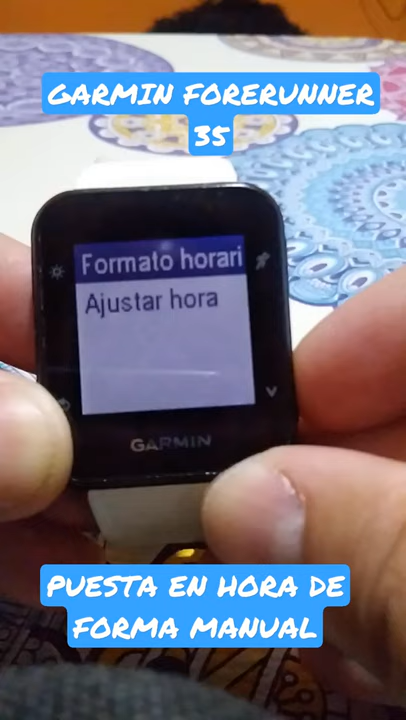 GARMIN FORERUNNER
35
Formato horari
Ajustar hora
GARMIN
PUESTA EN HORA DE
FORMA MANUAL